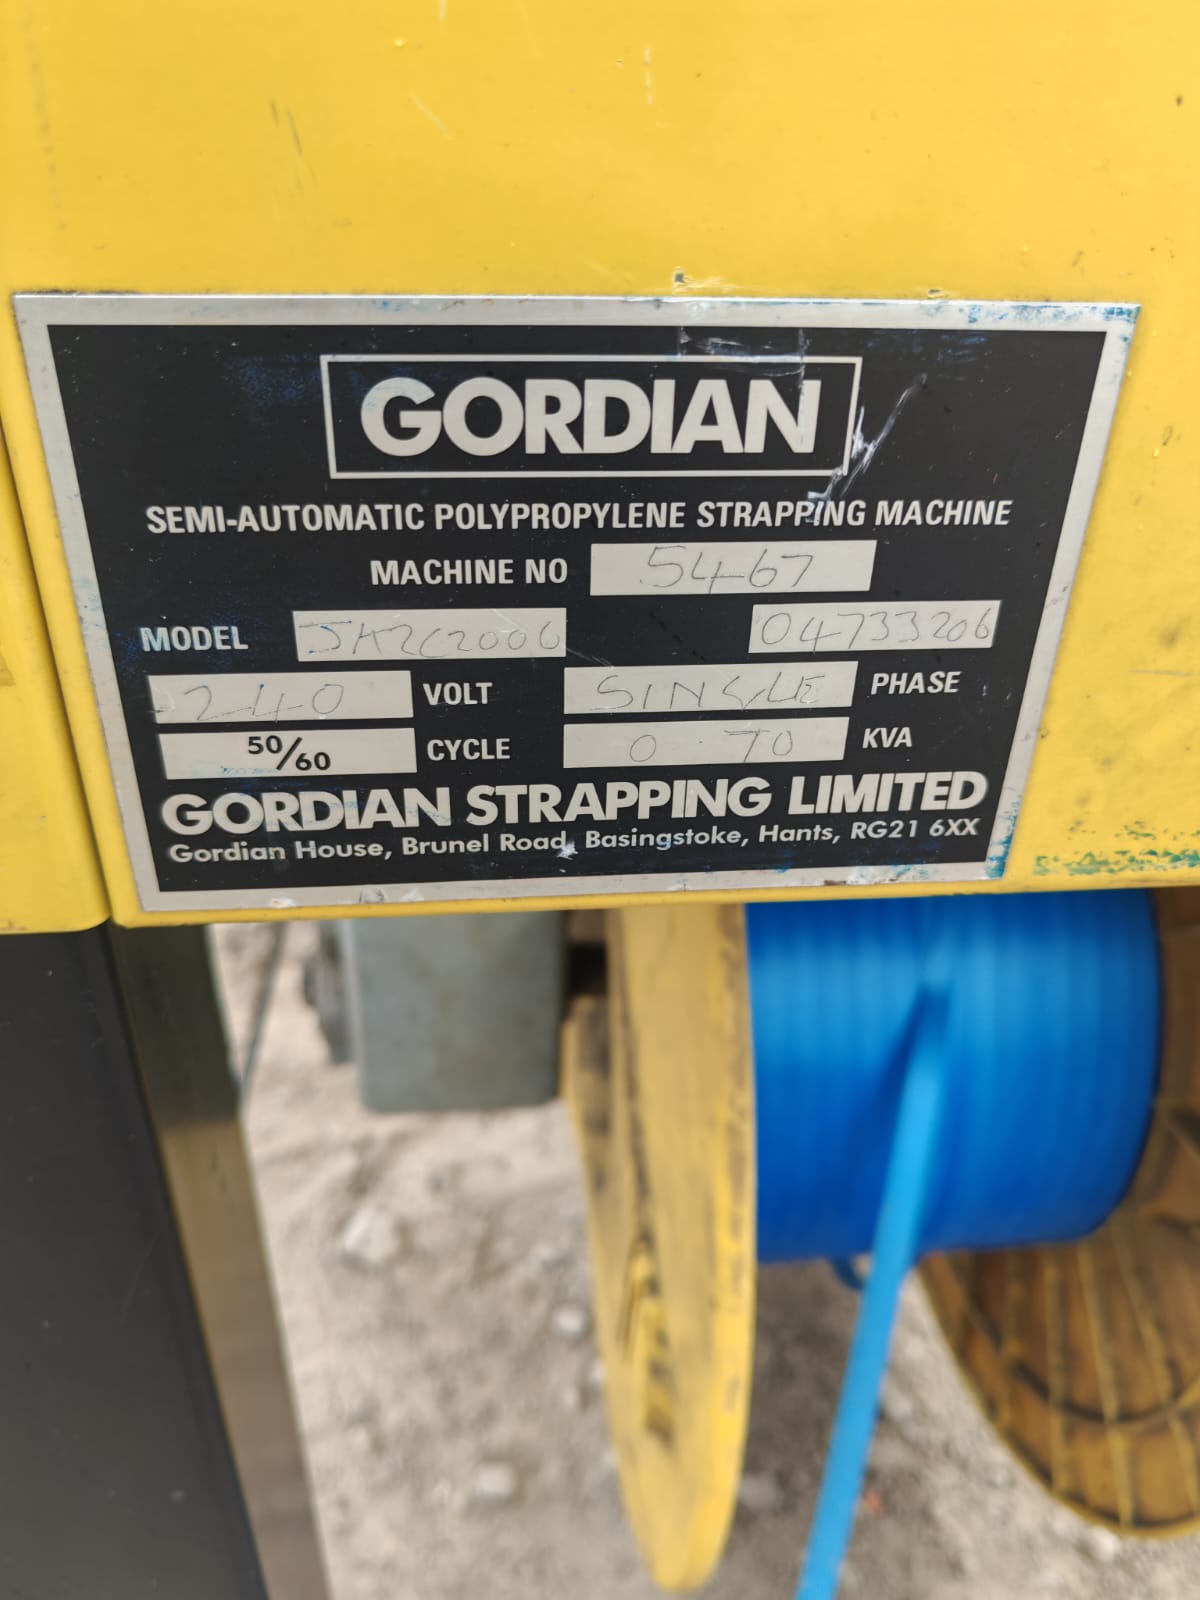 GORDIAN
SEMI-AUTOMATIC POLYPROPYLENE STRAPPING MACHINE
MACHINE NO 5467
MODEL 04733206
240 VOLT SINGLE PHASE
50/60 CYCLE 0.70 KVA
GORDIAN STRAPPING LIMITED
Gordian House, Brunel Road, Basingstoke, Hants, RG21 6XX